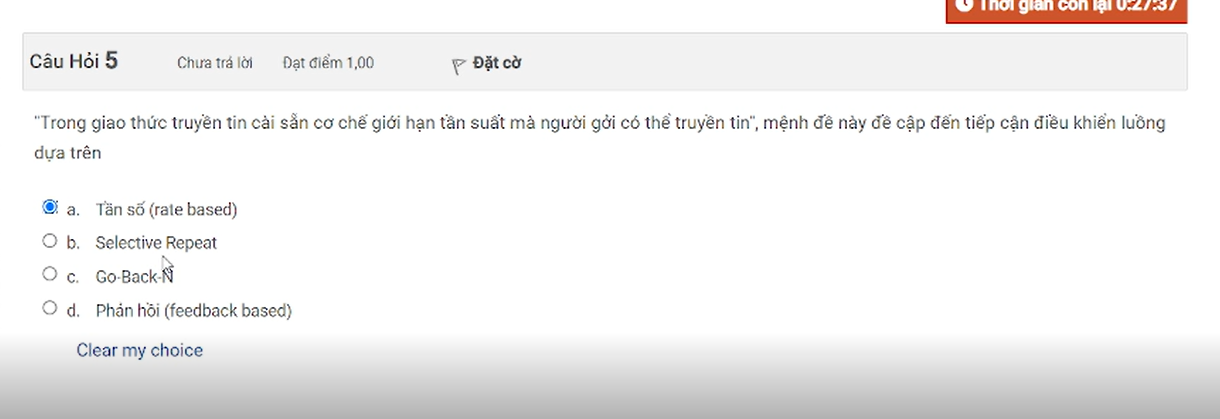 Thời gian còn lại 0:27:37
Câu Hỏi 5 Chưa trả lời Đạt điểm 1,00 Đặt cờ
"Trong giao thức truyền tin cài sẵn cơ chế giới hạn tần suất mà người gởi có thể truyền tin", mệnh đề này đề cập đến tiếp cận điều khiển luồng
dựa trên
a. Tần số (rate based)
b. Selective Repeat
c. Go-Back-N
d. Phản hồi (feedback based)
Clear my choice